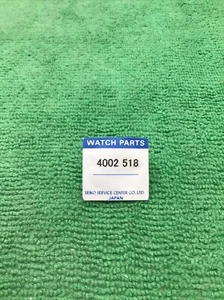 WATCH PARTS
4002 518
SEIKO SERVICE CENTER CO., LTD.
JAPAN